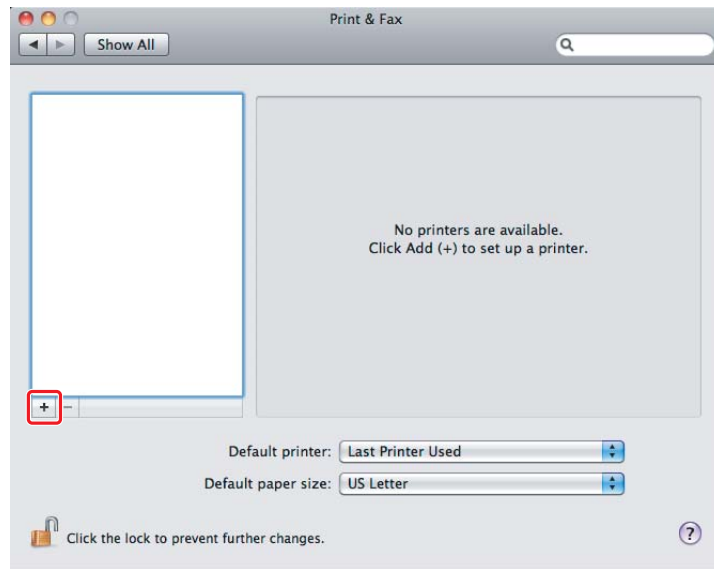 Print & Fax
Show All
No printers are available.
Click Add (+) to set up a printer.
+ –
Default printer: Last Printer Used
Default paper size: US Letter
Click the lock to prevent further changes.
?